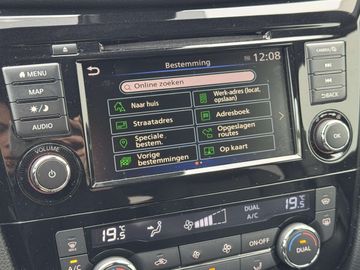 Bestemming
12:08
Online zoeken
Naar huis
Werk-adres (local, opslaan)
Straatadres
Adresboek
Speciale bestem.
Opgeslagen routes
Vorige bestemmingen
Op kaart
MENU
MAP
AUDIO
VOLUME
CAMERA
BACK
OK
19.5
DUAL
A/C
19.5
A/C
ON·OFF
DUAL